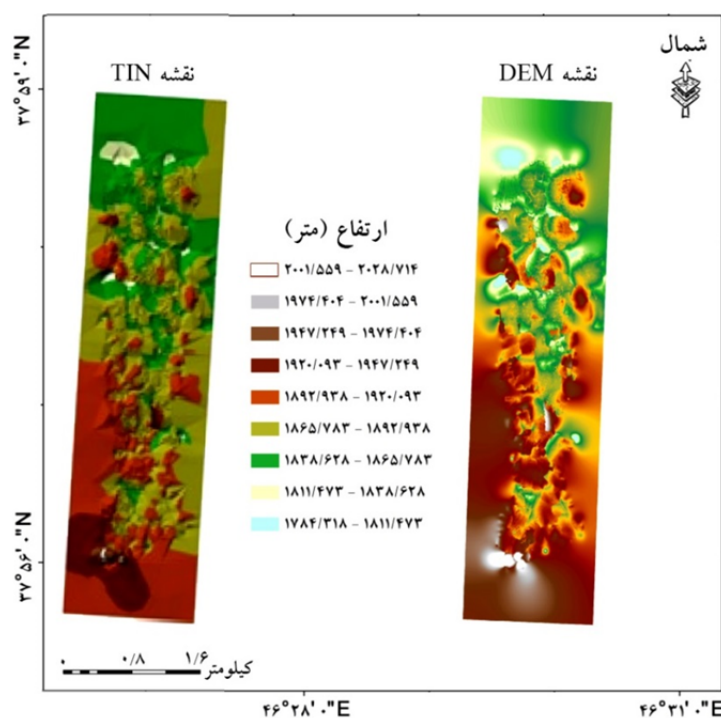 شمال
نقشه DEM
نقشه TIN
ارتفاع (متر)
۲۰۰۱/۵۵۹ - ۲۰۲۸/۷۱۴
۱۹۷۴/۴۰۴ - ۲۰۰۱/۵۵۹
۱۹۴۷/۲۴۹ - ۱۹۷۴/۴۰۴
۱۹۲۰/۰۹۳ - ۱۹۴۷/۲۴۹
۱۸۹۲/۹۳۸ - ۱۹۲۰/۰۹۳
۱۸۶۵/۷۸۳ - ۱۸۹۲/۹۳۸
۱۸۳۸/۶۲۸ - ۱۸۶۵/۷۸۳
۱۸۱۱/۴۷۳ - ۱۸۳۸/۶۲۸
۱۷۸۴/۳۱۸ - ۱۸۱۱/۴۷۳
۳۷°۵۹'۰"N
۳۷°۵۶'۰"N
۰ ۰/۸ ۱/۶
کیلومتر
۴۶°۲۸'۰"E
۴۶°۳۱'۰"E